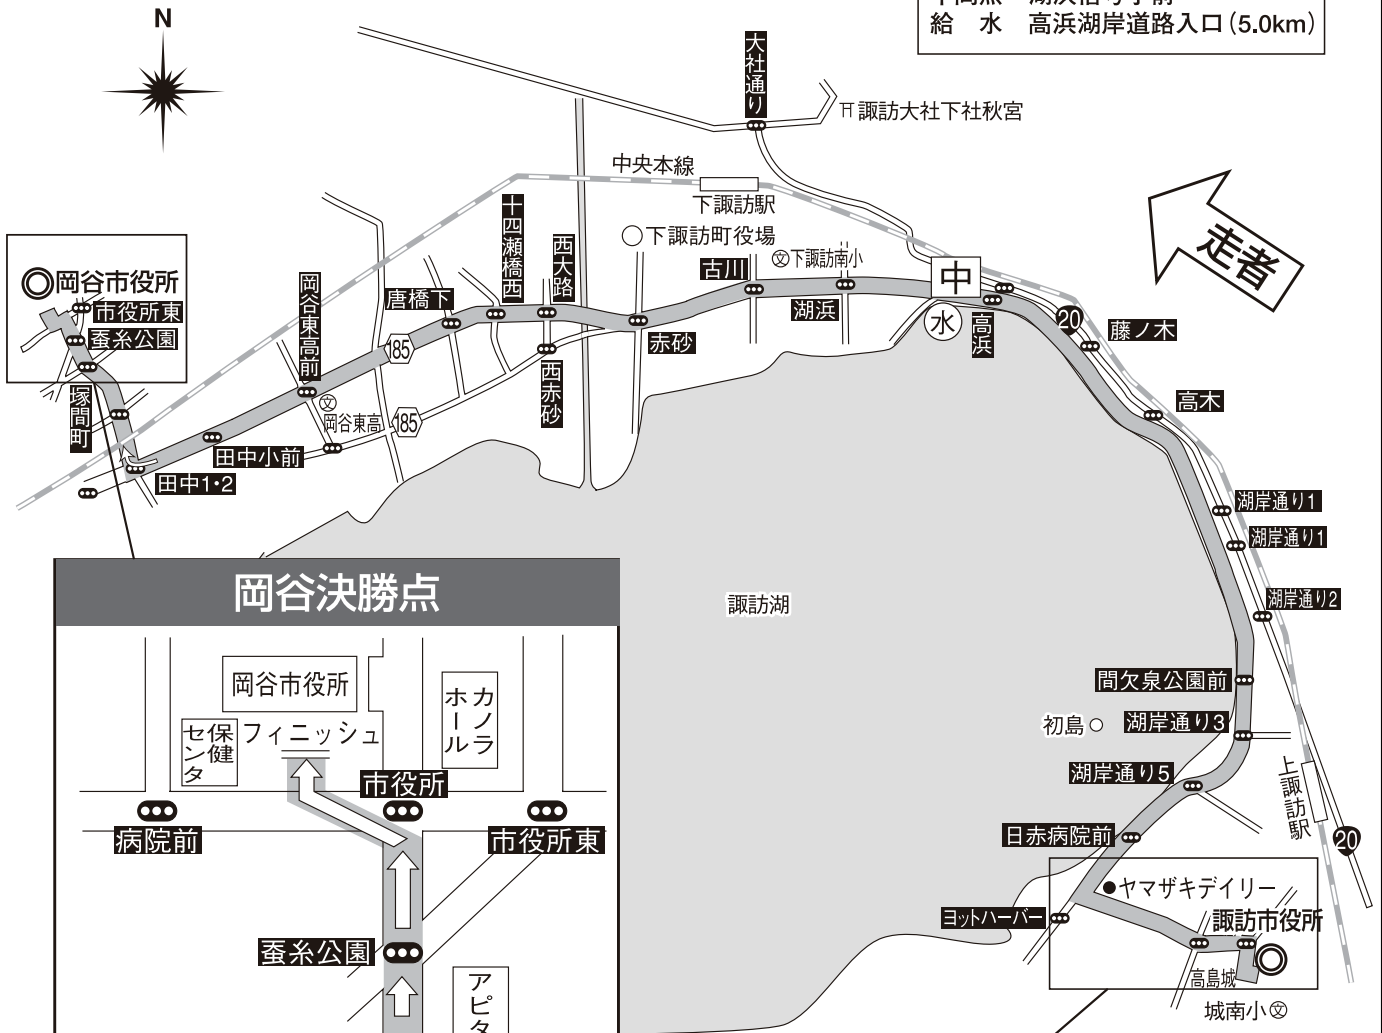 給 水 高浜湖岸道路入口(5.0km)
N
大社通り
諏訪大社下社秋宮
中央本線
下諏訪駅
走者
十四瀬橋西
西大路
下諏訪町役場
古川
下諏訪南小
文
中
水
高浜
湖浜
20
藤ノ木
岡谷市役所
市役所東
蚕糸公園
塚間町
岡谷東高前
唐橋下
185
赤砂
西赤砂
高木
文
岡谷東高
185
田中小前
田中1・2
湖岸通り1
湖岸通り1
湖岸通り2
諏訪湖
間欠泉公園前
初島
湖岸通り3
湖岸通り5
上諏訪駅
20
日赤病院前
ヤマザキデイリー
ヨットハーバー
諏訪市役所
高島城
城南小
文
岡谷決勝点
岡谷市役所
カノラホール
保健センタ
フィニッシュ
市役所
病院前
市役所東
蚕糸公園
アピタ